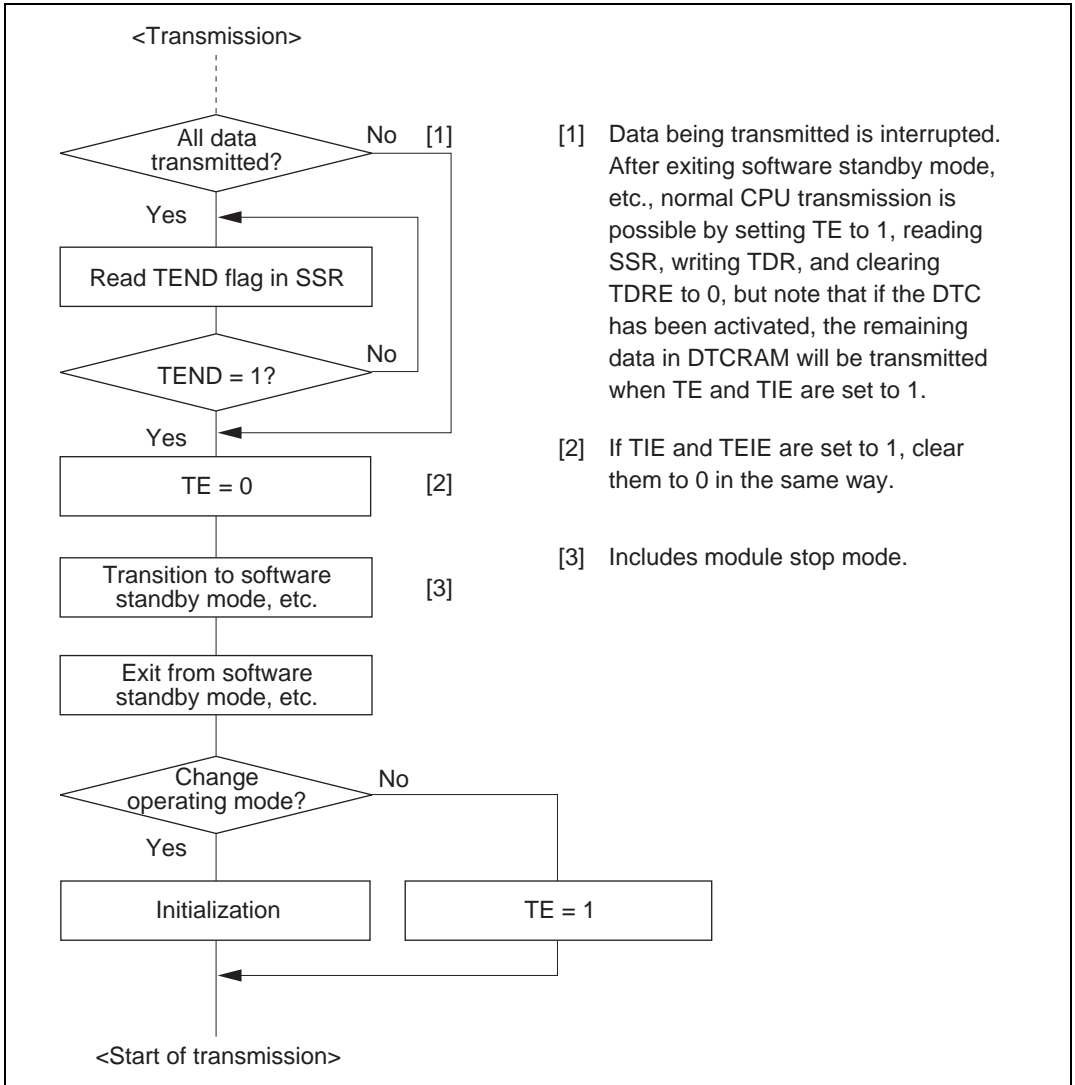 <Transmission>
All data
transmitted?
No [1]
Yes
Read TEND flag in SSR
No
TEND = 1?
Yes
TE = 0 [2]
Transition to software
standby mode, etc. [3]
Exit from software
standby mode, etc.
Change
operating mode?
No
Yes
Initialization
TE = 1
<Start of transmission>
[1] Data being transmitted is interrupted.
After exiting software standby mode,
etc., normal CPU transmission is
possible by setting TE to 1, reading
SSR, writing TDR, and clearing
TDRE to 0, but note that if the DTC
has been activated, the remaining
data in DTCRAM will be transmitted
when TE and TIE are set to 1.
[2] If TIE and TEIE are set to 1, clear
them to 0 in the same way.
[3] Includes module stop mode.